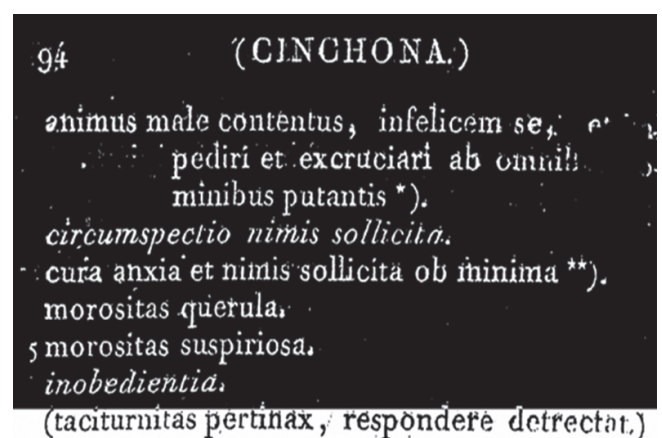 94 (CINCHONA.)
animus male contentus, infelicem se,
pediri et excruciari ab
minibus putantis *).
circumspectio nimis sollicita.
cura anxia et nimis sollicita ob minima **).
morositas querula.
5 morositas suspiriosa.
inobedientia.
(taciturnitas pertinax, respondere detrectat.)